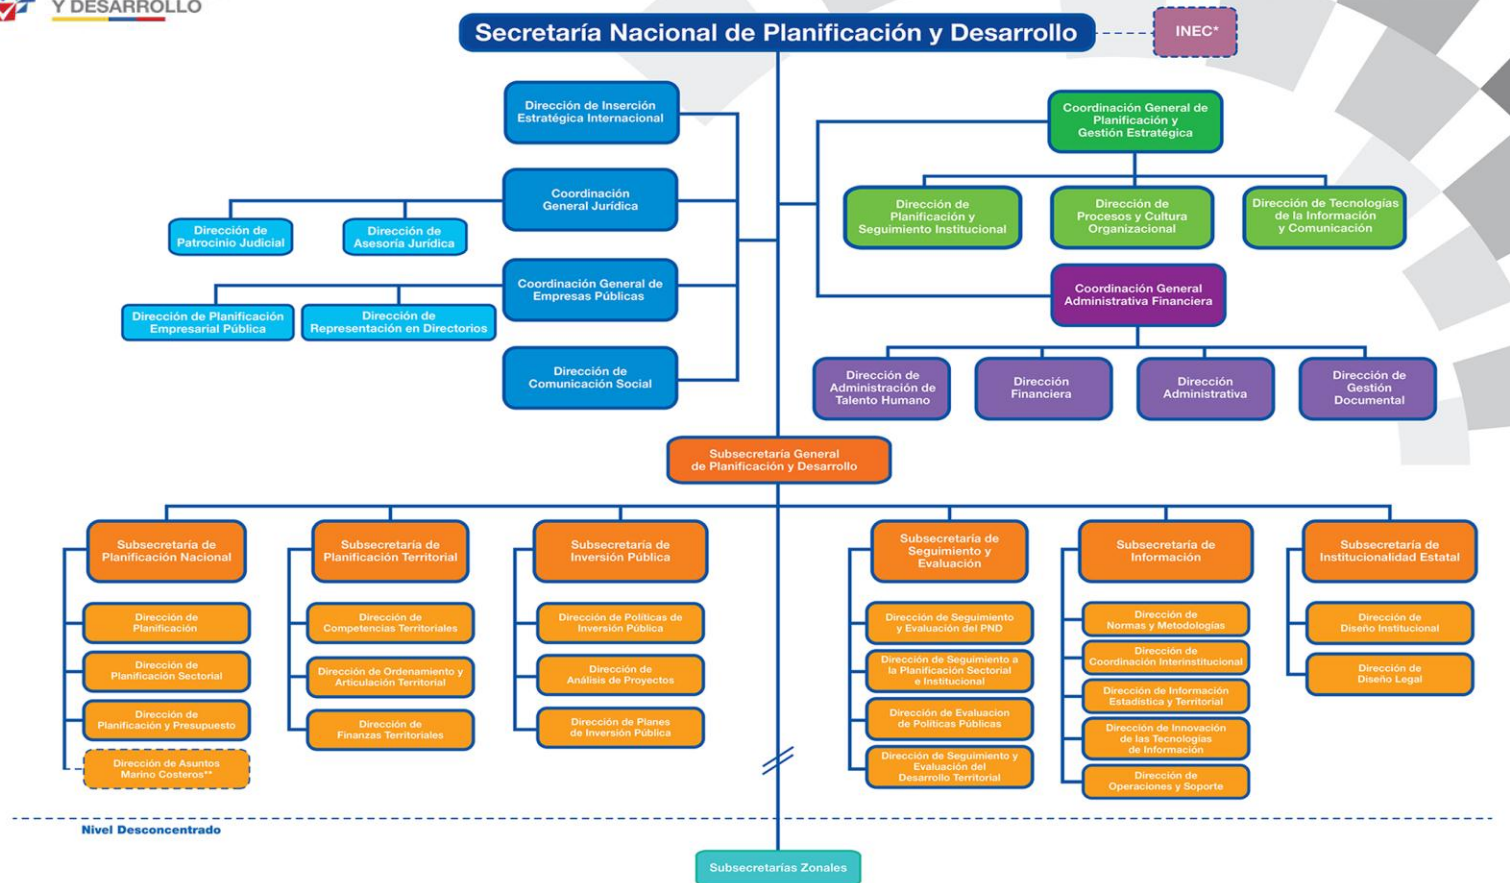 Y DESARROLLO
Secretaría Nacional de Planificación y Desarrollo
INEC*
Dirección de Inserción
Estratégica Internacional
Coordinación
General Jurídica
Dirección de
Patrocinio Judicial
Dirección de
Asesoría Jurídica
Coordinación General de
Empresas Públicas
Dirección de Planificación
Empresarial Pública
Dirección de
Representación en Directorios
Dirección de
Comunicación Social
Coordinación General de
Planificación y
Gestión Estratégica
Dirección de
Planificación y
Seguimiento Institucional
Dirección de
Procesos y Cultura
Organizacional
Dirección de Tecnologías
de la Información
y Comunicación
Coordinación General
Administrativa Financiera
Dirección de
Administración de
Talento Humano
Dirección
Financiera
Dirección
Administrativa
Dirección de
Gestión
Documental
Subsecretaría General
de Planificación y Desarrollo
Subsecretaría de
Planificación Nacional
Dirección de
Planificación
Dirección de
Planificación Sectorial
Dirección de
Planificación y Presupuesto
Dirección de Asuntos
Marino Costeros**
Subsecretaría de
Planificación Territorial
Dirección de
Competencias Territoriales
Dirección de Ordenamiento y
Articulación Territorial
Dirección de
Finanzas Territoriales
Subsecretaría de
Inversión Pública
Dirección de Políticas de
Inversión Pública
Dirección de
Análisis de Proyectos
Dirección de Planes
de Inversión Pública
Subsecretaría de
Seguimiento y
Evaluación
Dirección de Seguimiento
y Evaluación del PND
Dirección de Seguimiento a
la Planificación Sectorial
e Institucional
Dirección de Evaluacion
de Políticas Públicas
Dirección de Seguimiento y
Evaluación del
Desarrollo Territorial
Subsecretaría de
Información
Dirección de
Normas y Metodologías
Dirección de
Coordinación Interinstitucional
Dirección de Información
Estadística y Territorial
Dirección de Innovación
de las Tecnologías
de Información
Dirección de
Operaciones y Soporte
Subsecretaría de
Institucionalidad Estatal
Dirección de
Diseño Institucional
Dirección de
Diseño Legal
Nivel Desconcentrado
Subsecretarías Zonales